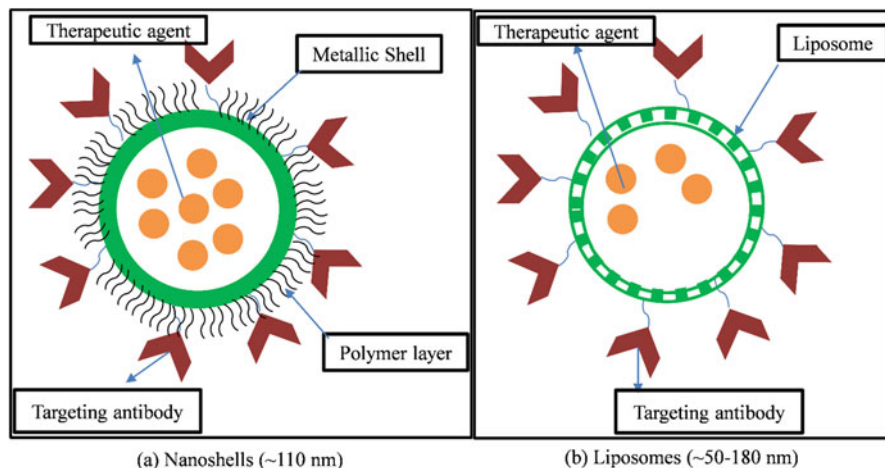 Therapeutic agent
Metallic Shell
Polymer layer
Targeting antibody
(a) Nanoshells (~110 nm)
Therapeutic agent
Liposome
Targeting antibody
(b) Liposomes (~50-180 nm)